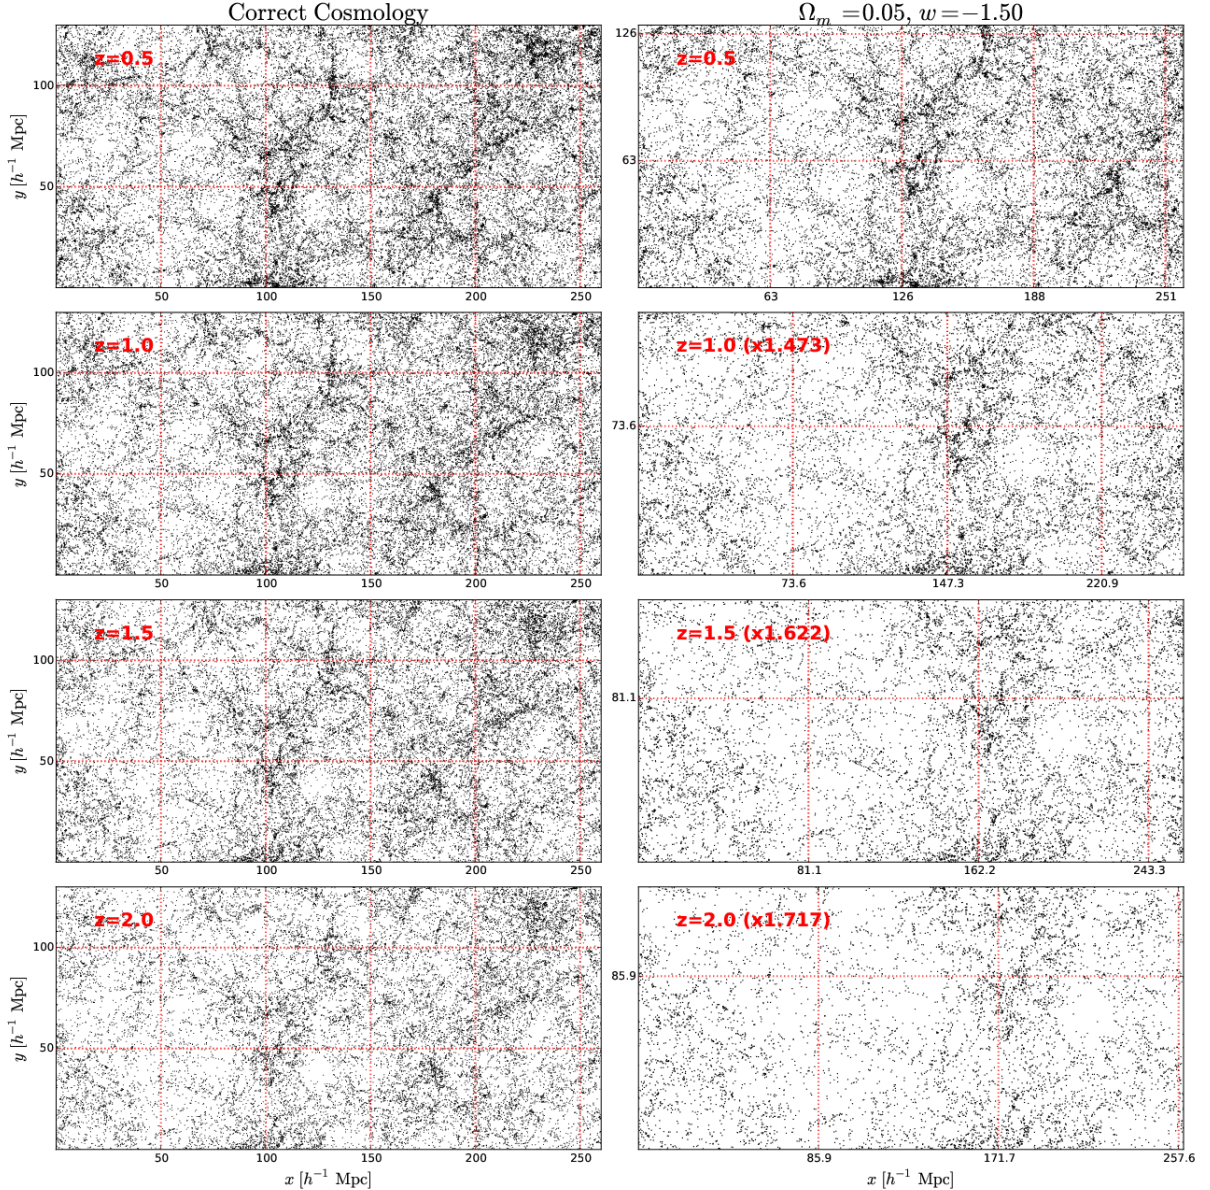 Correct Cosmology
Ω_m = 0.05, w = −1.50
z=0.5
100
50
y [h⁻¹ Mpc]
50 100 150 200 250
z=0.5
126
63
63 126 188 251
z=1.0
100
50
y [h⁻¹ Mpc]
50 100 150 200 250
z=1.0 (x1.473)
73.6
73.6 147.3 220.9
z=1.5
100
50
y [h⁻¹ Mpc]
50 100 150 200 250
z=1.5 (x1.622)
81.1
81.1 162.2 243.3
z=2.0
100
50
y [h⁻¹ Mpc]
50 100 150 200 250
x [h⁻¹ Mpc]
z=2.0 (x1.717)
85.9
85.9 171.7 257.6
x [h⁻¹ Mpc]